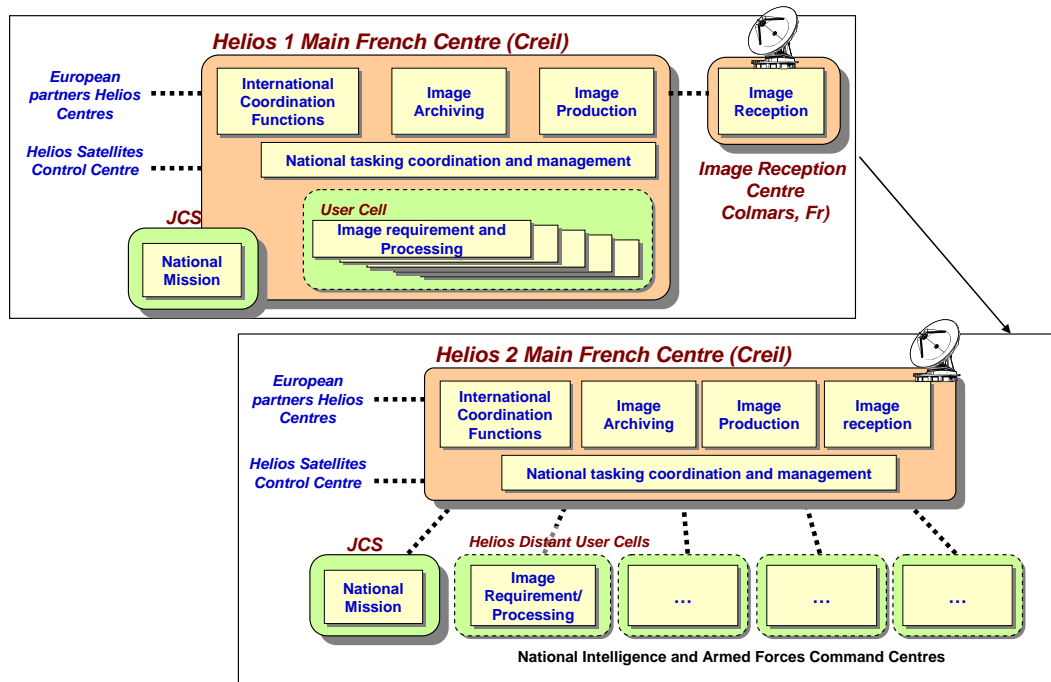 Helios 1 Main French Centre (Creil)
European
partners Helios
Centres
International
Coordination
Functions
Image
Archiving
Image
Production
Image
Reception
Helios Satellites
Control Centre
National tasking coordination and management
Image Reception
Centre
Colmars, Fr)
JCS
National
Mission
User Cell
Image requirement and
Processing
Helios 2 Main French Centre (Creil)
European
partners Helios
Centres
International
Coordination
Functions
Image
Archiving
Image
Production
Image
reception
Helios Satellites
Control Centre
National tasking coordination and management
JCS
National
Mission
Helios Distant User Cells
Image
Requirement/
Processing
...
...
...
National Intelligence and Armed Forces Command Centres